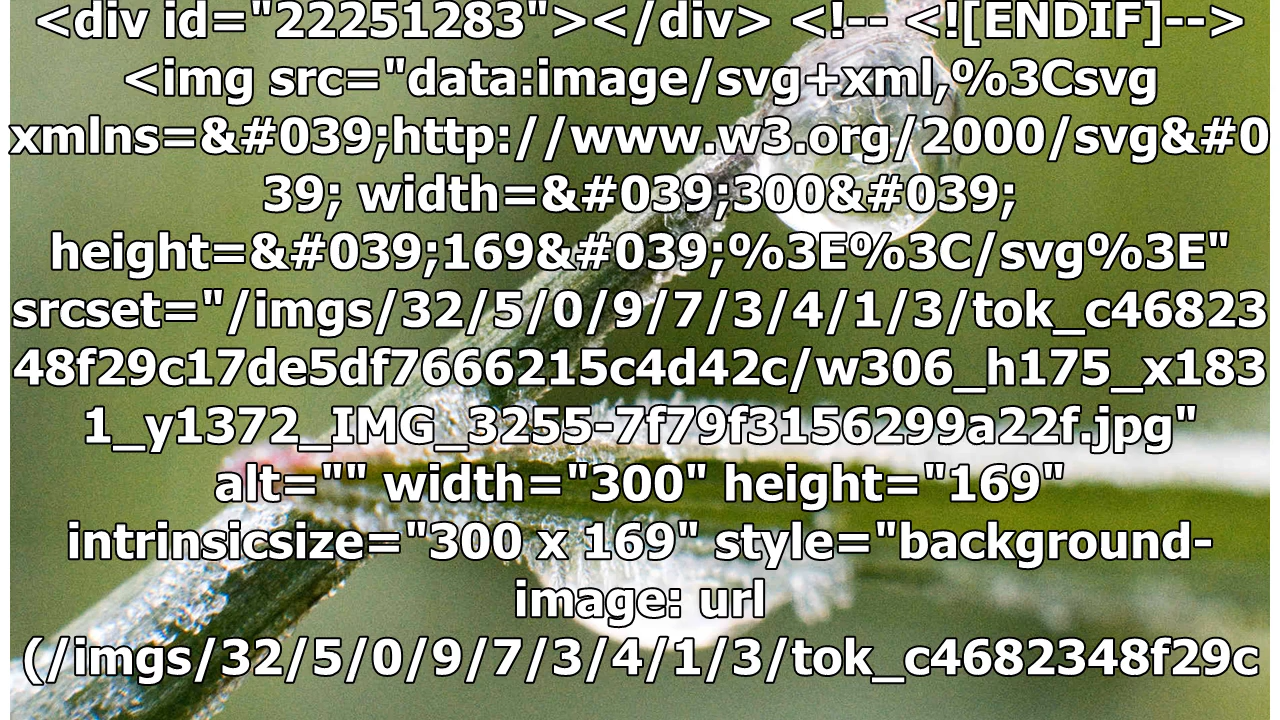 <div id="22251283"></div> <!-- <![ENDIF]-->
<img src="data:image/svg+xml,%3Csvg
xmlns=&#039;http://www.w3.org/2000/svg&#0
39; width=&#039;300&#039;
height=&#039;169&#039;%3E%3C/svg%3E"
srcset="/imgs/32/5/0/9/7/3/4/1/3/tok_c46823
48f29c17de5df7666215c4d42c/w306_h175_x183
1_y1372_IMG_3255-7f79f3156299a22f.jpg"
alt="" width="300" height="169"
intrinsicsize="300 x 169" style="background-
image: url
(/imgs/32/5/0/9/7/3/4/1/3/tok_c4682348f29c